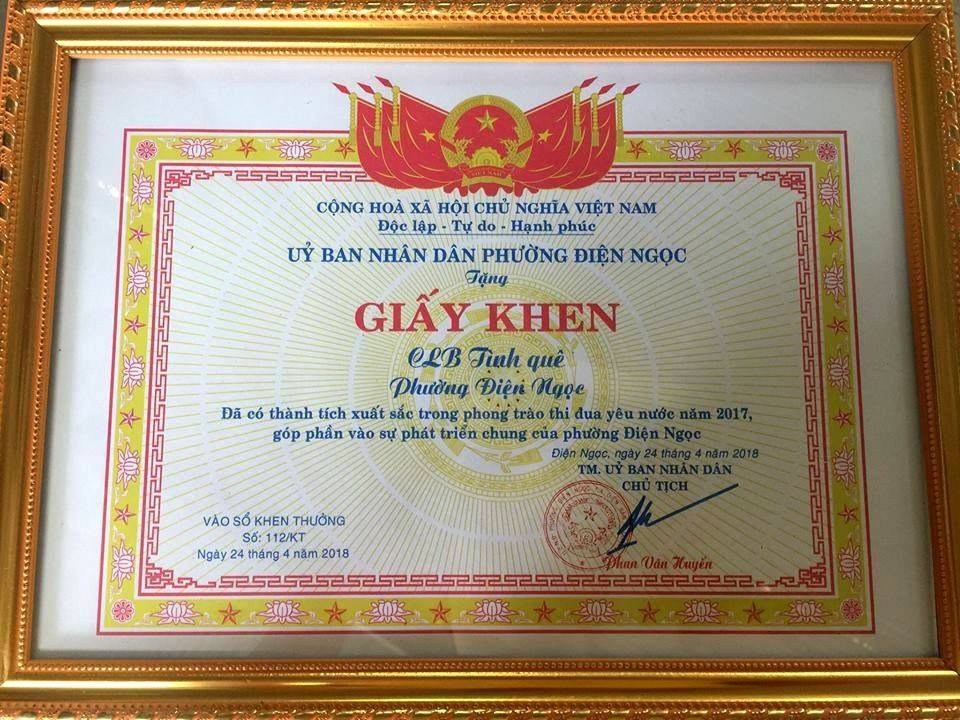 VIỆT NAM
CỘNG HOÀ XÃ HỘI CHỦ NGHĨA VIỆT NAM
Độc lập - Tự do - Hạnh phúc
UỶ BAN NHÂN DÂN PHƯỜNG ĐIỆN NGỌC
Tặng
GIẤY KHEN
CLB Tình quê
Phường Điện Ngọc
Đã có thành tích xuất sắc trong phong trào thi đua yêu nước năm 2017,
góp phần vào sự phát triển chung của phường Điện Ngọc
Điện Ngọc, ngày 24 tháng 4 năm 2018
TM. UỶ BAN NHÂN DÂN
CHỦ TỊCH
VÀO SỔ KHEN THƯỞNG
Số: 112/KT
Ngày 24 tháng 4 năm 2018
Phan Văn Huyến